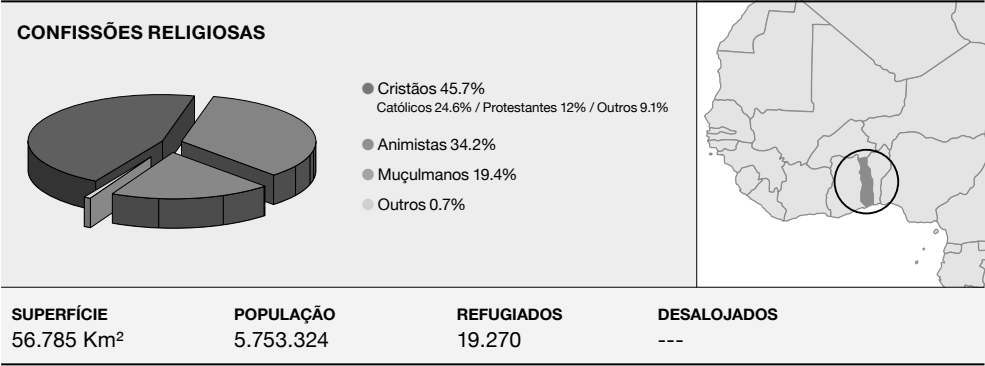 CONFISSÕES RELIGIOSAS
Cristãos 45.7%
Católicos 24.6% / Protestantes 12% / Outros 9.1%
Animistas 34.2%
Muçulmanos 19.4%
Outros 0.7%
SUPERFÍCIE POPULAÇÃO REFUGIADOS DESALOJADOS
56.785 Km² 5.753.324 19.270 ---